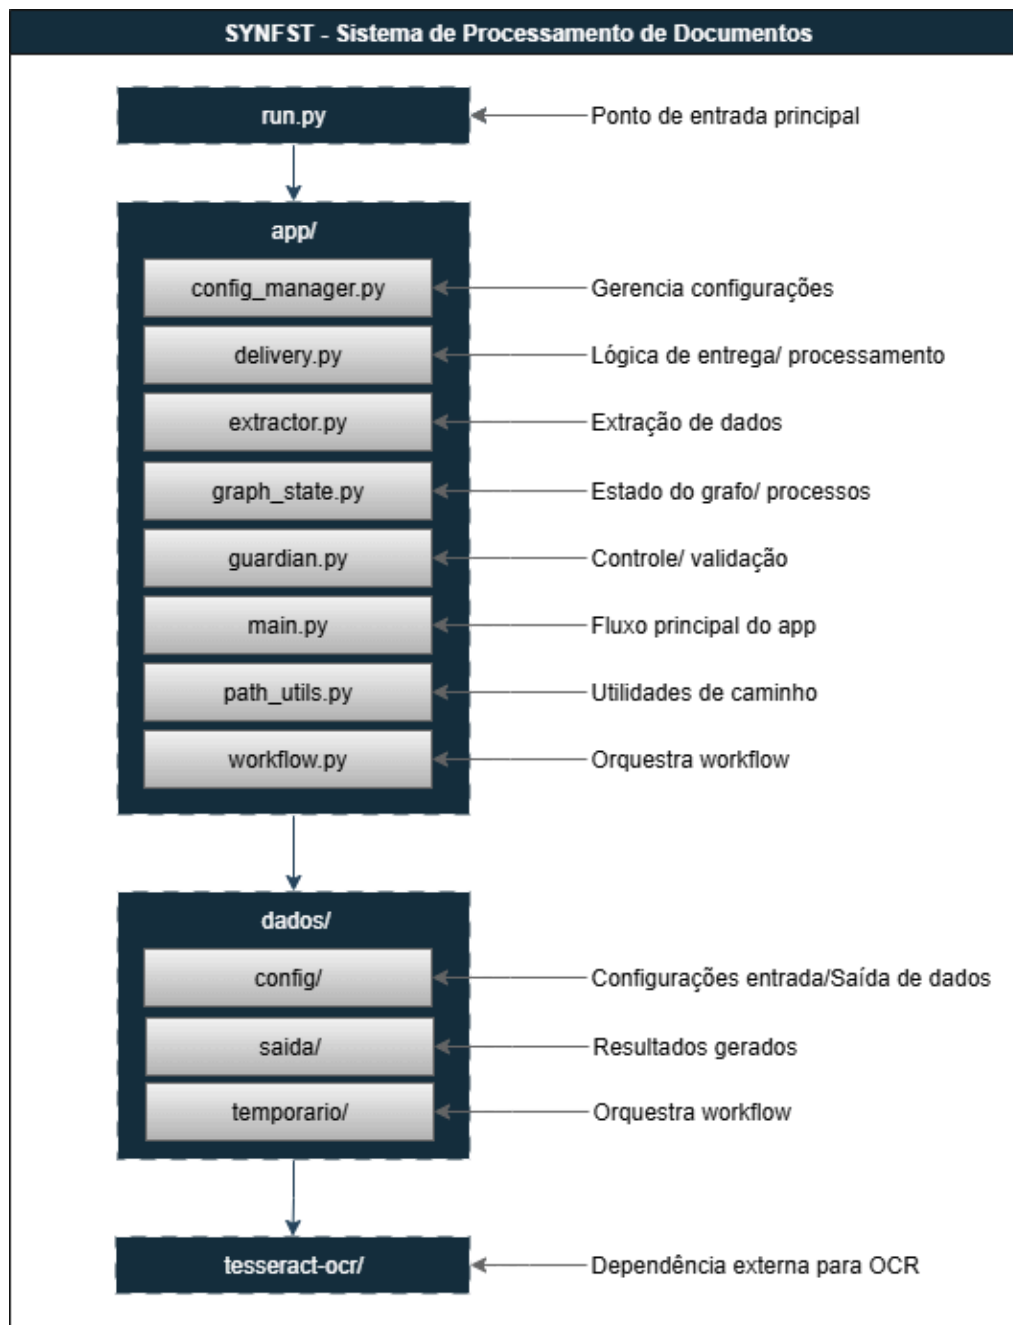 SYNFST - Sistema de Processamento de Documentos
run.py
Ponto de entrada principal
app/
config_manager.py
Gerencia configurações
delivery.py
Lógica de entrega/ processamento
extractor.py
Extração de dados
graph_state.py
Estado do grafo/ processos
guardian.py
Controle/ validação
main.py
Fluxo principal do app
path_utils.py
Utilidades de caminho
workflow.py
Orquestra workflow
dados/
config/
Configurações entrada/Saída de dados
saida/
Resultados gerados
temporario/
Orquestra workflow
tesseract-ocr/
Dependência externa para OCR